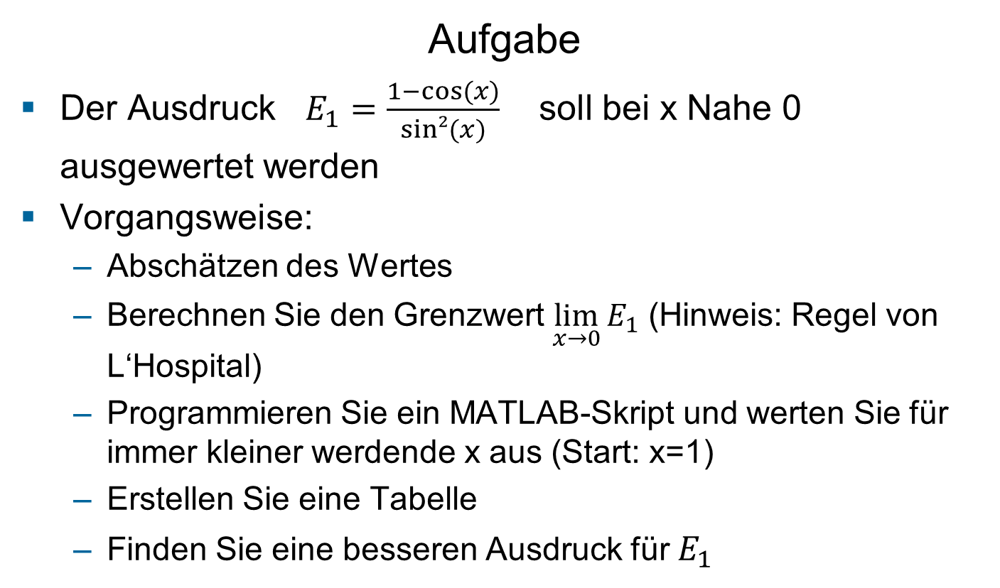 Aufgabe
▪ Der Ausdruck $E_1 = \frac{1-\cos(x)}{\sin^2(x)}$ soll bei x Nahe 0
ausgewertet werden
▪ Vorgangsweise:
– Abschätzen des Wertes
– Berechnen Sie den Grenzwert $\lim_{x \to 0} E_1$ (Hinweis: Regel von
L‘Hospital)
– Programmieren Sie ein MATLAB-Skript und werten Sie für
immer kleiner werdende x aus (Start: x=1)
– Erstellen Sie eine Tabelle
– Finden Sie eine besseren Ausdruck für $E_1$